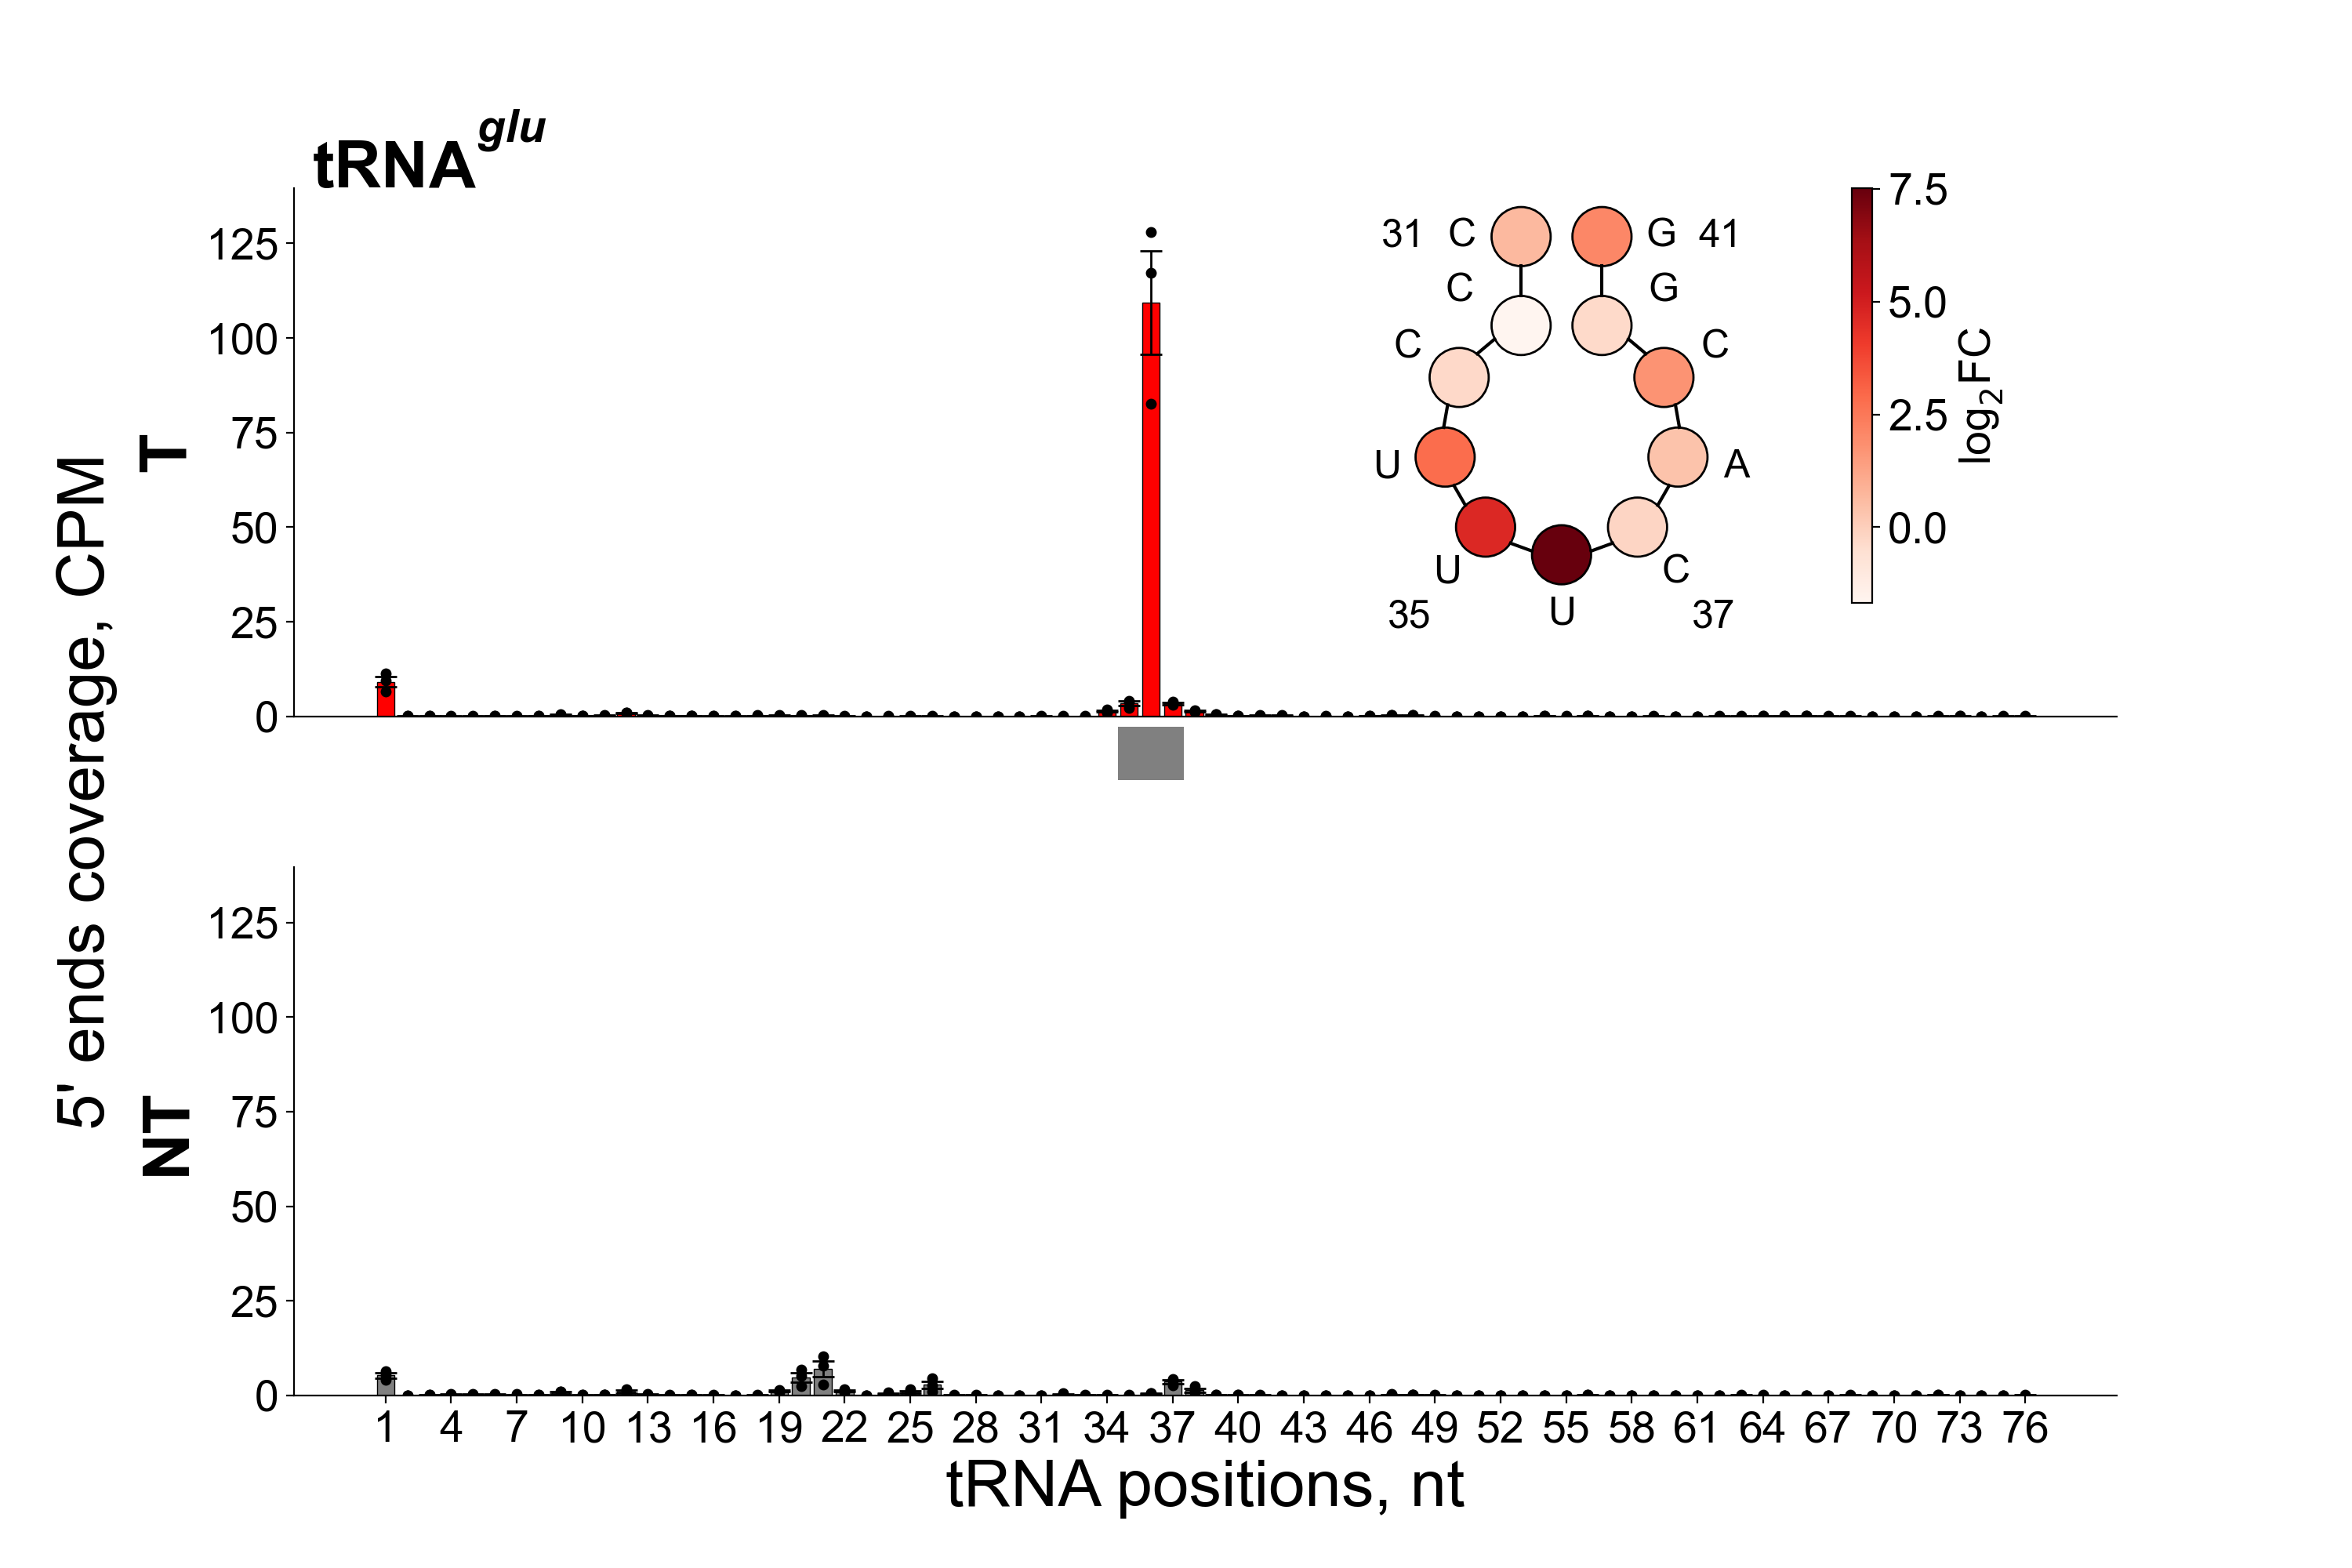 tRNA^glu
5' ends coverage, CPM
T
125
100
75
50
25
0
31 C G 41
C G
C C
U A
U C
35 U 37
7.5
5.0
2.5
0.0
log₂FC
NT
125
100
75
50
25
0
1 4 7 10 13 16 19 22 25 28 31 34 37 40 43 46 49 52 55 58 61 64 67 70 73 76
tRNA positions, nt